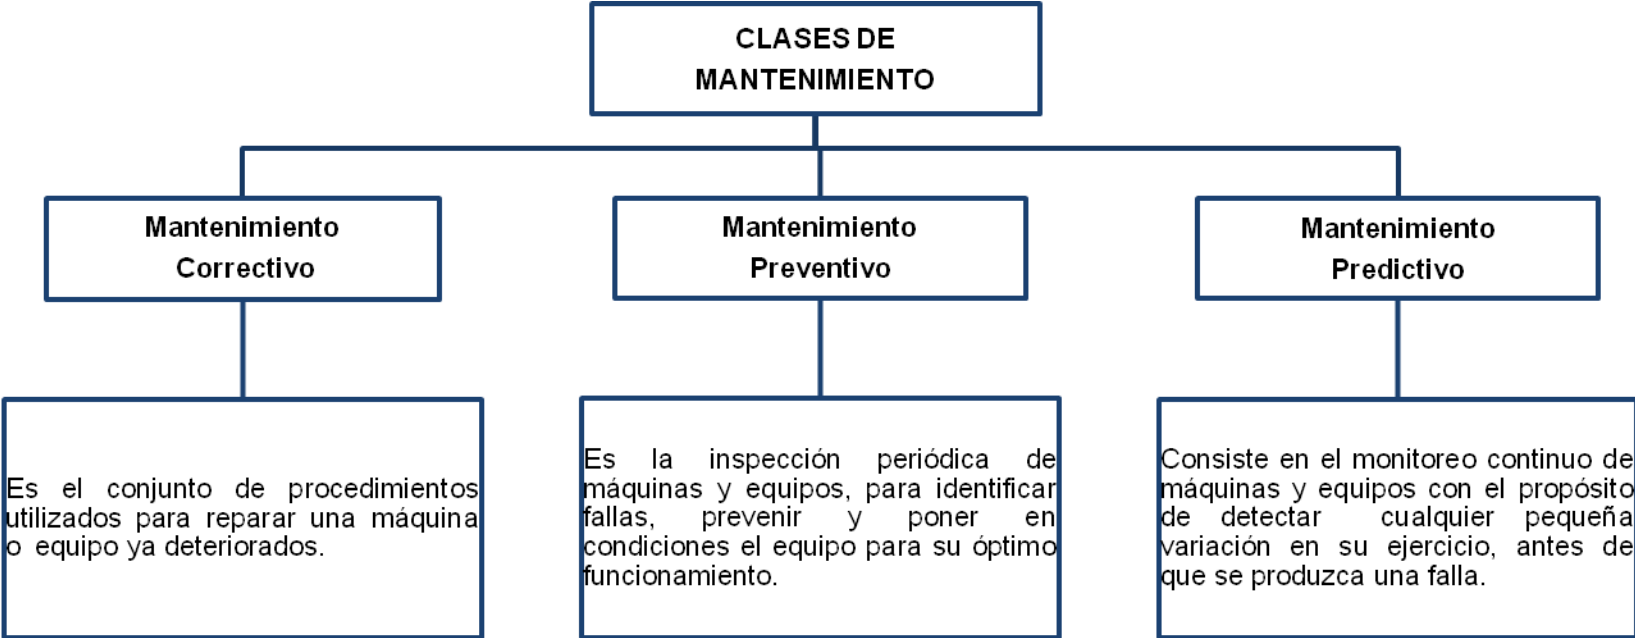 CLASES DE
MANTENIMIENTO
Mantenimiento
Correctivo
Mantenimiento
Preventivo
Mantenimiento
Predictivo
Es el conjunto de procedimientos
utilizados para reparar una máquina
o equipo ya deteriorados.
Es la inspección periódica de
máquinas y equipos, para identificar
fallas, prevenir y poner en
condiciones el equipo para su óptimo
funcionamiento.
Consiste en el monitoreo continuo de
máquinas y equipos con el propósito
de detectar cualquier pequeña
variación en su ejercicio, antes de
que se produzca una falla.